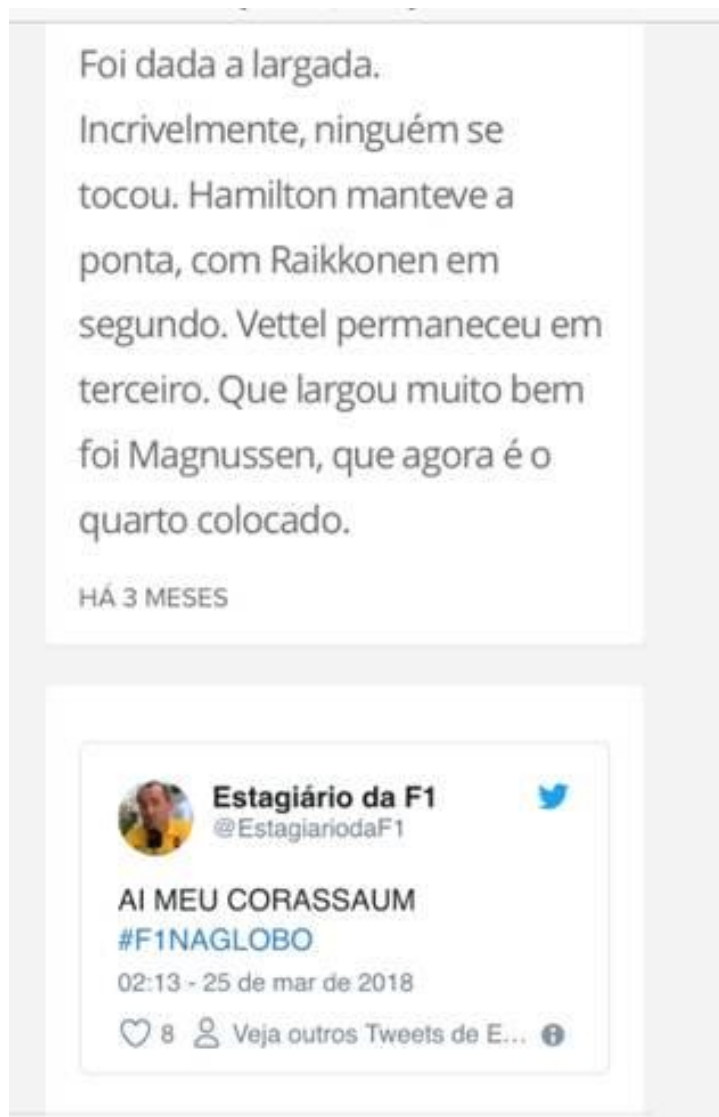 Foi dada a largada.
Incrivelmente, ninguém se
tocou. Hamilton manteve a
ponta, com Raikkonen em
segundo. Vettel permaneceu em
terceiro. Que largou muito bem
foi Magnussen, que agora é o
quarto colocado.
HÁ 3 MESES
Estagiário da F1
@EstagiariodaF1
AI MEU CORASSAUM
#F1NAGLOBO
02:13 - 25 de mar de 2018
8 Veja outros Tweets de E...